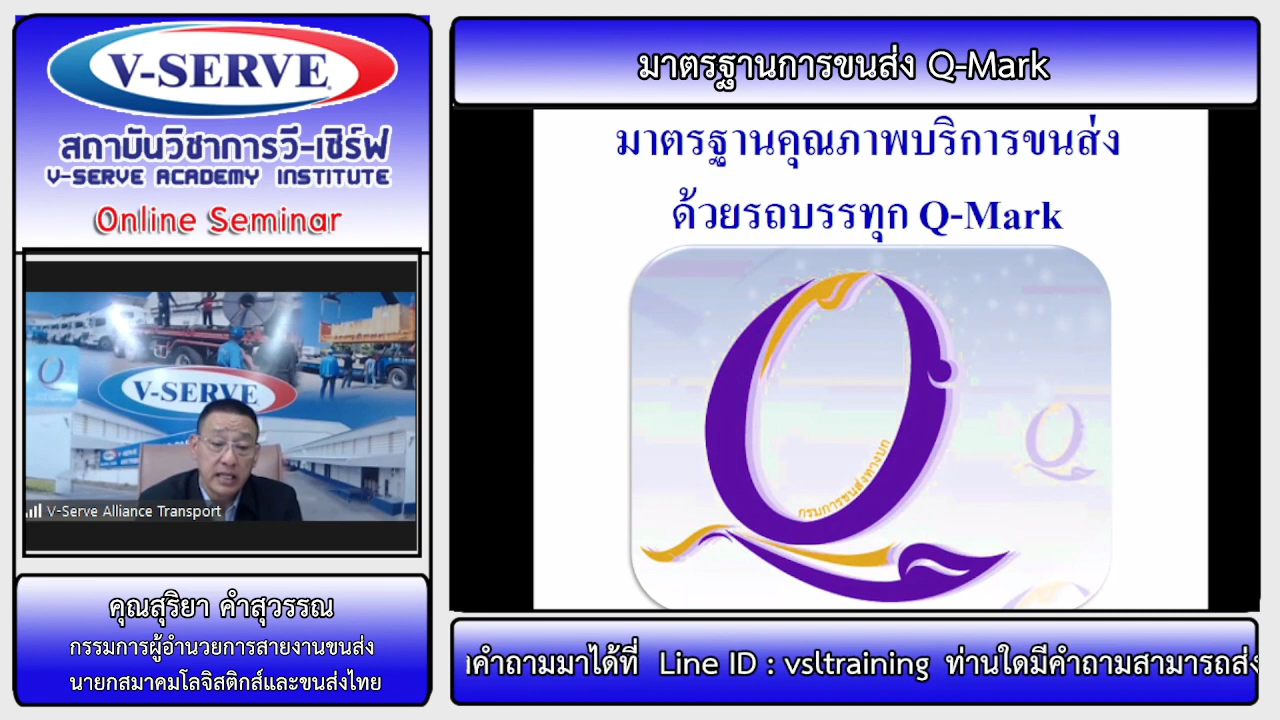 V-SERVE
สถาบันวิชาการวี-เซิร์ฟ
V-SERVE ACADEMY INSTITUTE
Online Seminar
V-SERVE
V-Serve Alliance Transport
คุณสุริยา คำสุวรรณ
กรรมการผู้อำนวยการสายงานขนส่ง
นายกสมาคมโลจิสติกส์และขนส่งไทย
มาตรฐานการขนส่ง Q-Mark
มาตรฐานคุณภาพบริการขนส่ง
ด้วยรถบรรทุก Q-Mark
กรมการขนส่งทางบก
คำถามมาได้ที่ Line ID : vsltraining ท่านใดมีคำถามสามารถส่ง